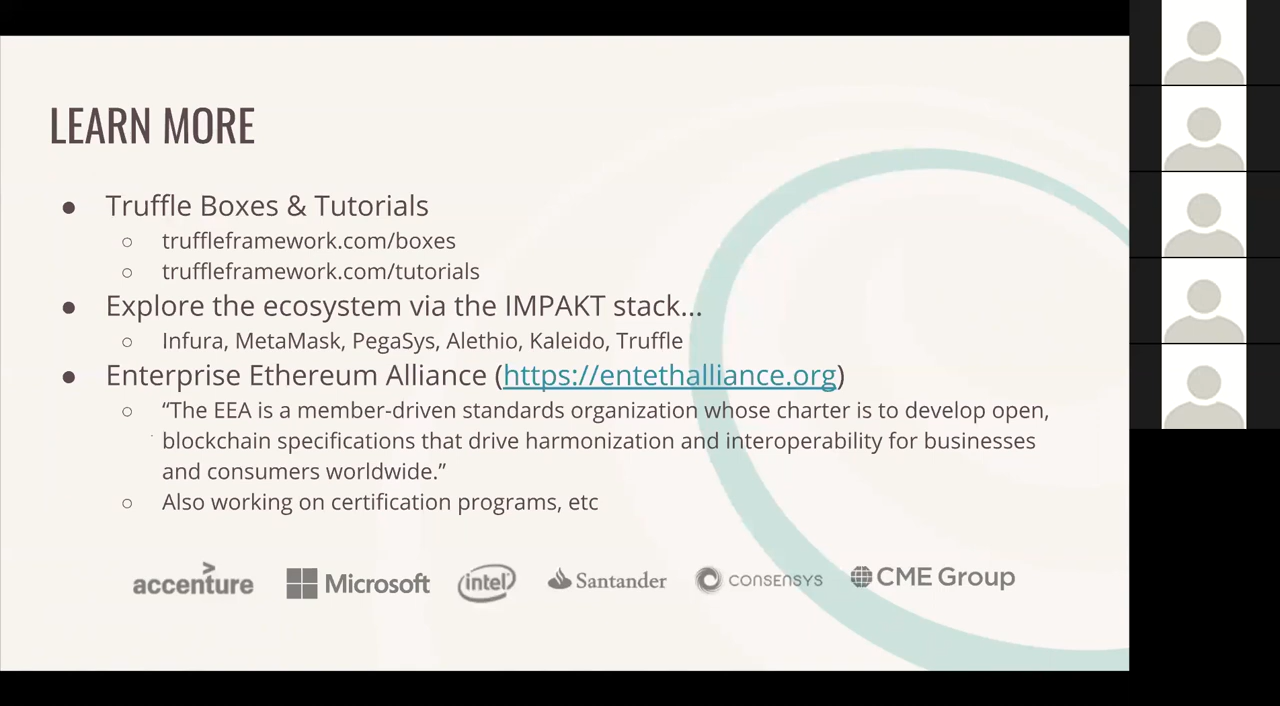 LEARN MORE
● Truffle Boxes & Tutorials
○ truffleframework.com/boxes
○ truffleframework.com/tutorials
● Explore the ecosystem via the IMPAKT stack...
○ Infura, MetaMask, PegaSys, Alethio, Kaleido, Truffle
● Enterprise Ethereum Alliance (https://entethalliance.org)
○ “The EEA is a member-driven standards organization whose charter is to develop open,
blockchain specifications that drive harmonization and interoperability for businesses
and consumers worldwide.”
○ Also working on certification programs, etc
accenture Microsoft intel Santander CONSENSYS CME Group